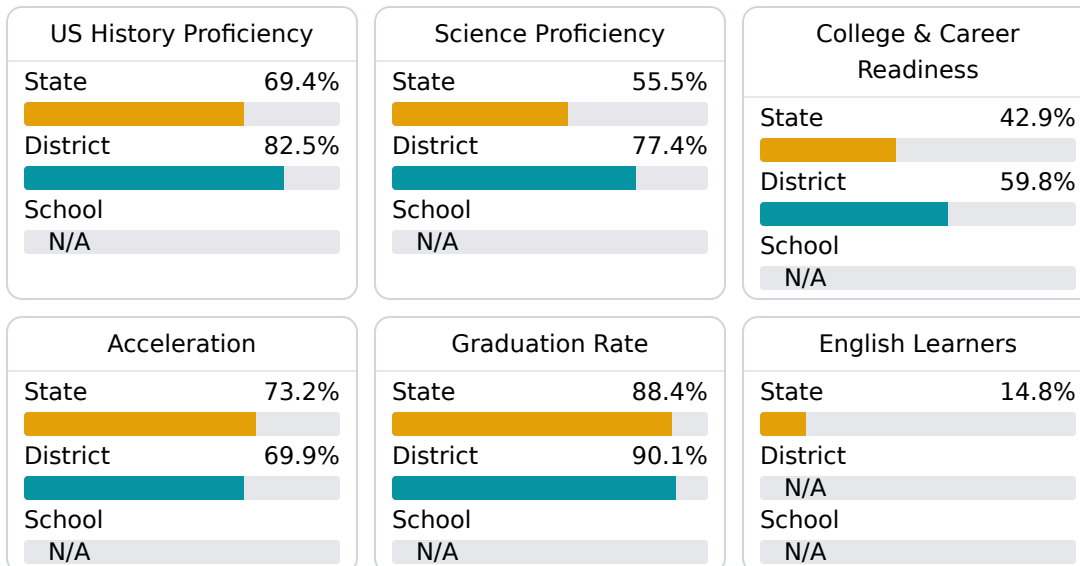 US History Proficiency
State 69.4%
District 82.5%
School
N/A
Science Proficiency
State 55.5%
District 77.4%
School
N/A
College & Career
Readiness
State 42.9%
District 59.8%
School
N/A
Acceleration
State 73.2%
District 69.9%
School
N/A
Graduation Rate
State 88.4%
District 90.1%
School
N/A
English Learners
State 14.8%
District
N/A
School
N/A